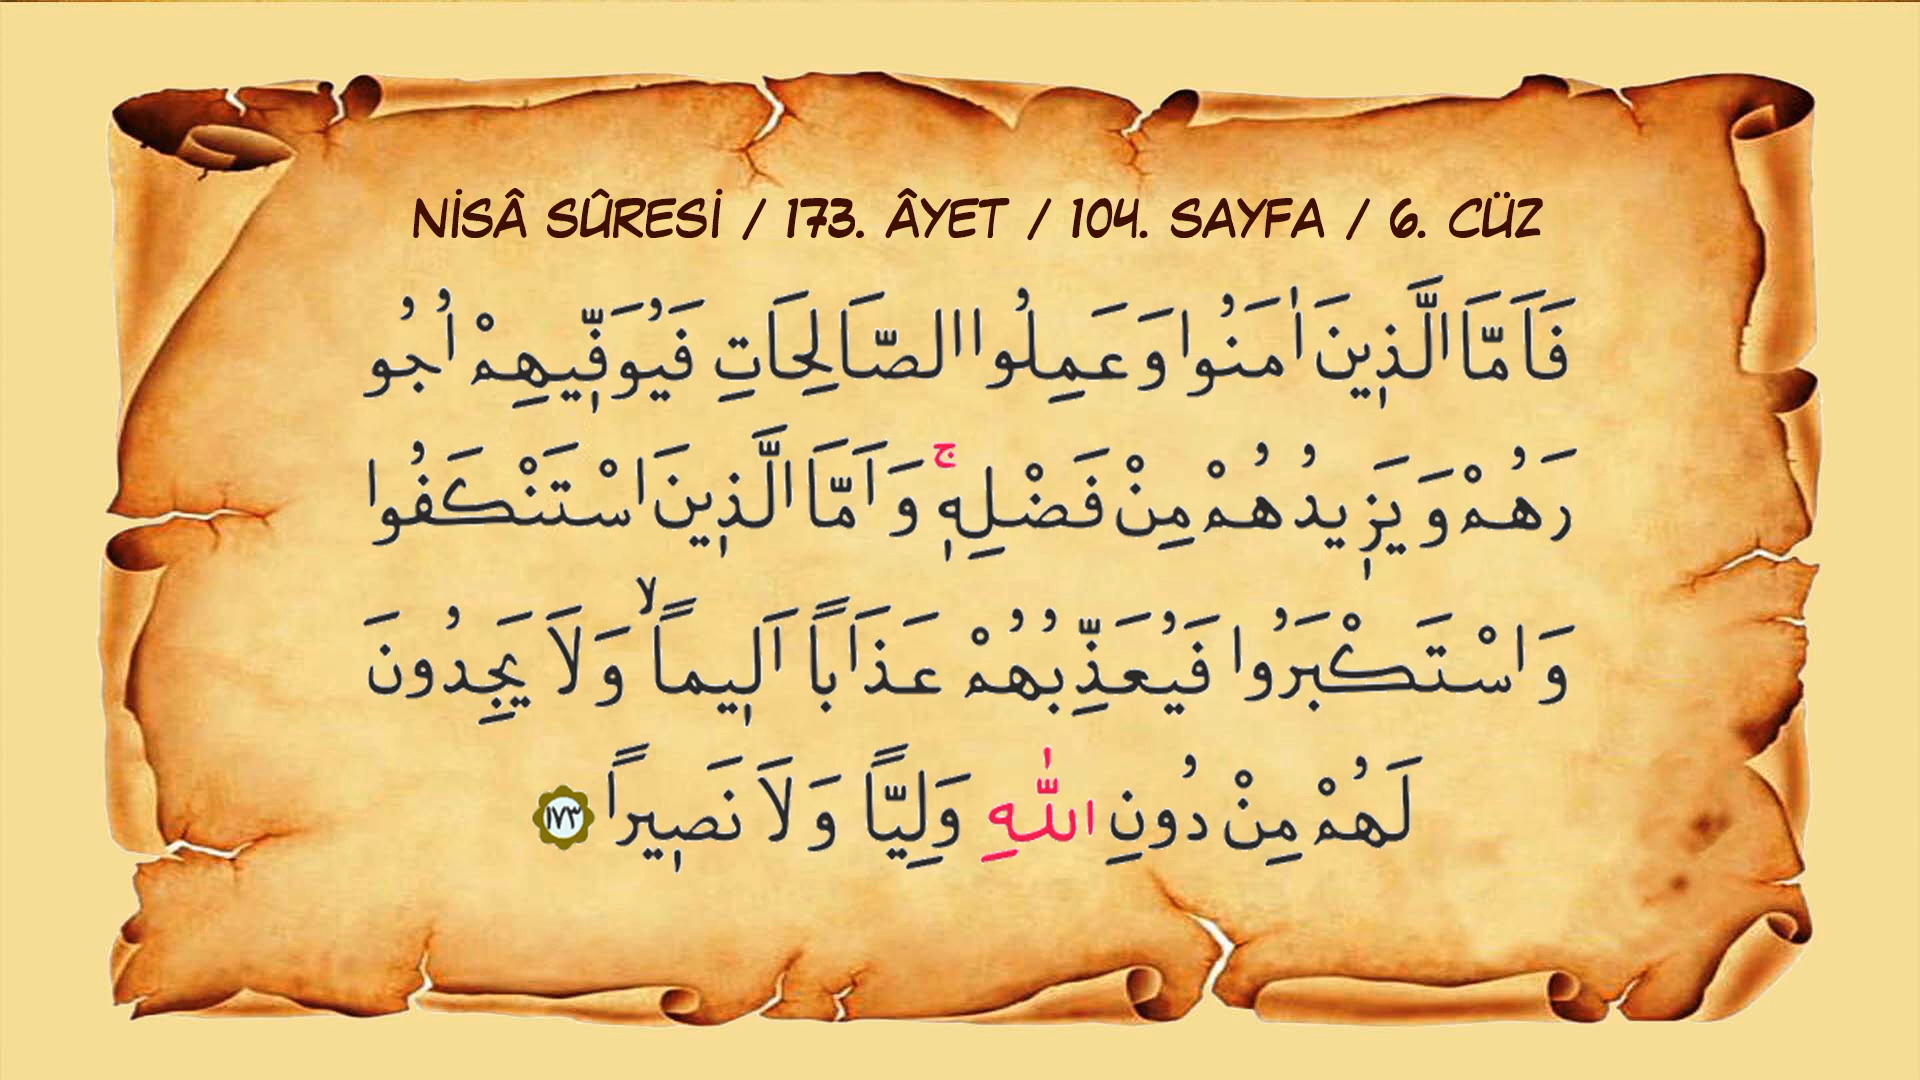 NİSÂ SÛRESİ / 173. ÂYET / 104. SAYFA / 6. CÜZ
فَاَمَّا الَّذ۪ينَ اٰمَنُوا وَعَمِلُوا الصَّالِحَاتِ فَيُوَفّ۪يهِمْ اُجُو
رَهُمْ وَيَز۪يدُهُمْ مِنْ فَضْلِه۪ۚ وَاَمَّا الَّذ۪ينَ اسْتَنْكَفُوا
وَاسْتَكْبَرُوا فَيُعَذِّبُهُمْ عَذَاباً اَل۪يماًۙ وَلَا يَجِدُونَ
لَهُمْ مِنْ دُونِ اللّٰهِ وَلِياًّ وَلَا نَص۪يراً ﴿١٧٣﴾